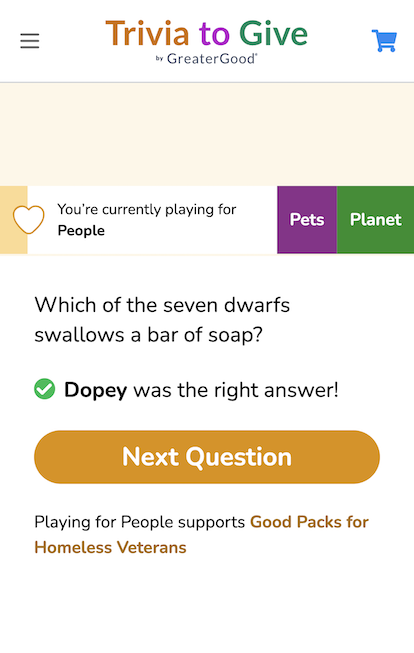 Trivia to Give
by GreaterGood®
You're currently playing for
People
Pets
Planet
Which of the seven dwarfs
swallows a bar of soap?
Dopey was the right answer!
Next Question
Playing for People supports Good Packs for
Homeless Veterans